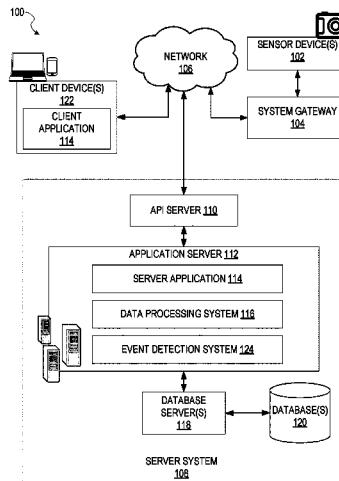 100
NETWORK
106
SENSOR DEVICE(S)
102
CLIENT DEVICE(S)
122
CLIENT
APPLICATION
114
SYSTEM GATEWAY
104
API SERVER 110
APPLICATION SERVER 112
SERVER APPLICATION 114
DATA PROCESSING SYSTEM 116
EVENT DETECTION SYSTEM 124
DATABASE
SERVER(S)
118
DATABASE(S)
120
SERVER SYSTEM
108